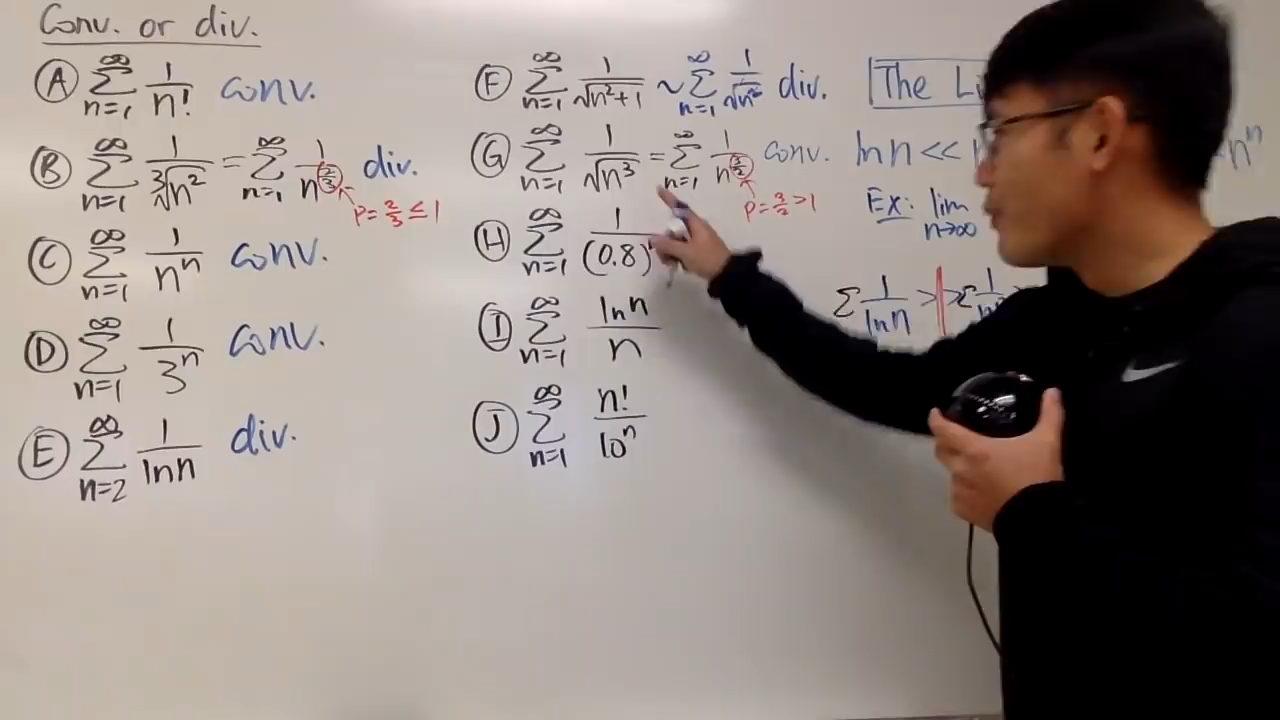 Conv. or div.
Ⓐ ∞∑n=1 1/n! conv.
Ⓑ ∞∑n=1 1/∛n² = ∞∑n=1 1/n^(2/3) div.
p = 2/3 ≤ 1
Ⓒ ∞∑n=1 1/nⁿ conv.
Ⓓ ∞∑n=1 1/3ⁿ conv.
Ⓔ ∞∑n=2 1/ln n div.
Ⓕ ∞∑n=1 1/√(n²+1) ~ ∞∑n=1 1/√n² div.
Ⓖ ∞∑n=1 1/√n³ = ∞∑n=1 1/n^(3/2) conv.
p = 3/2 > 1
Ⓗ ∞∑n=1 1/(0.8)
Ⓘ ∞∑n=1 ln n/n
Ⓙ ∞∑n=1 n!/10ⁿ
The
ln n << nⁿ
Ex: lim n→∞
∑ 1/ln n > > ∑